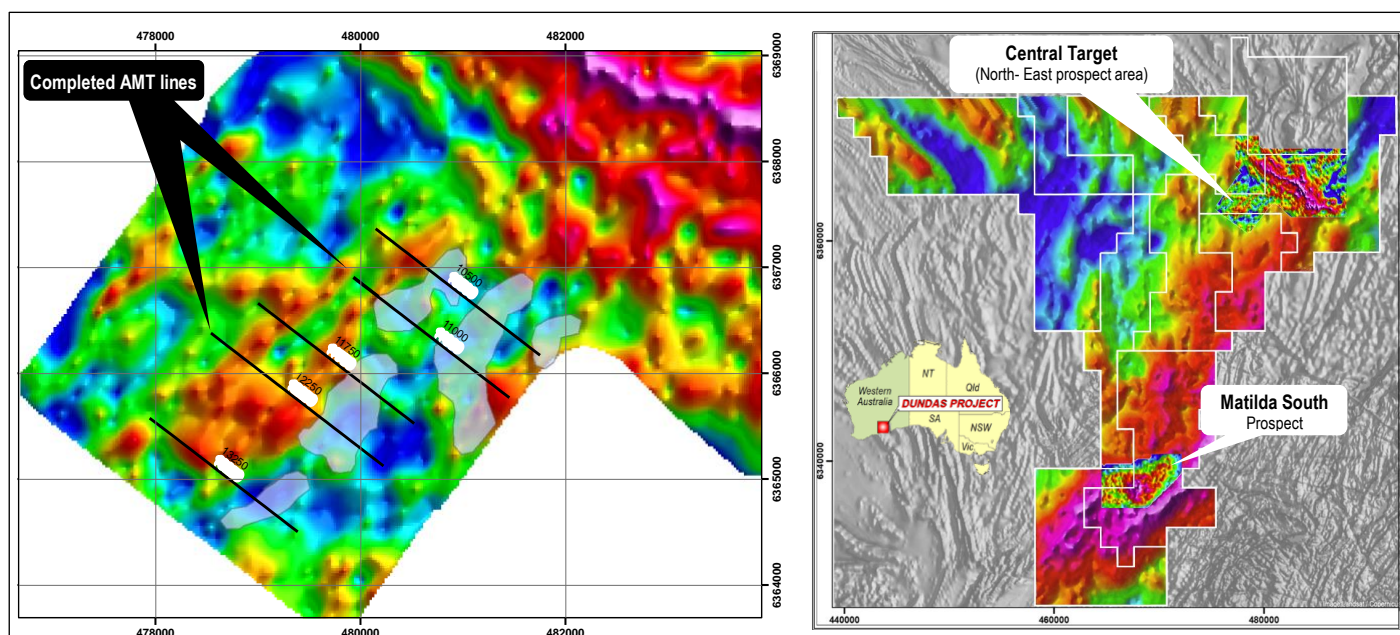 478000
480000
482000
6369000
Completed AMT lines
6368000
6367000
10500
11000
11750
6366000
12250
13250
6365000
6364000
478000
480000
482000
Central Target
(North- East prospect area)
6360000
NT
Qld
Western
Australia
DUNDAS PROJECT
SA
NSW
Vic
Matilda South
Prospect
6340000
440000
460000
480000